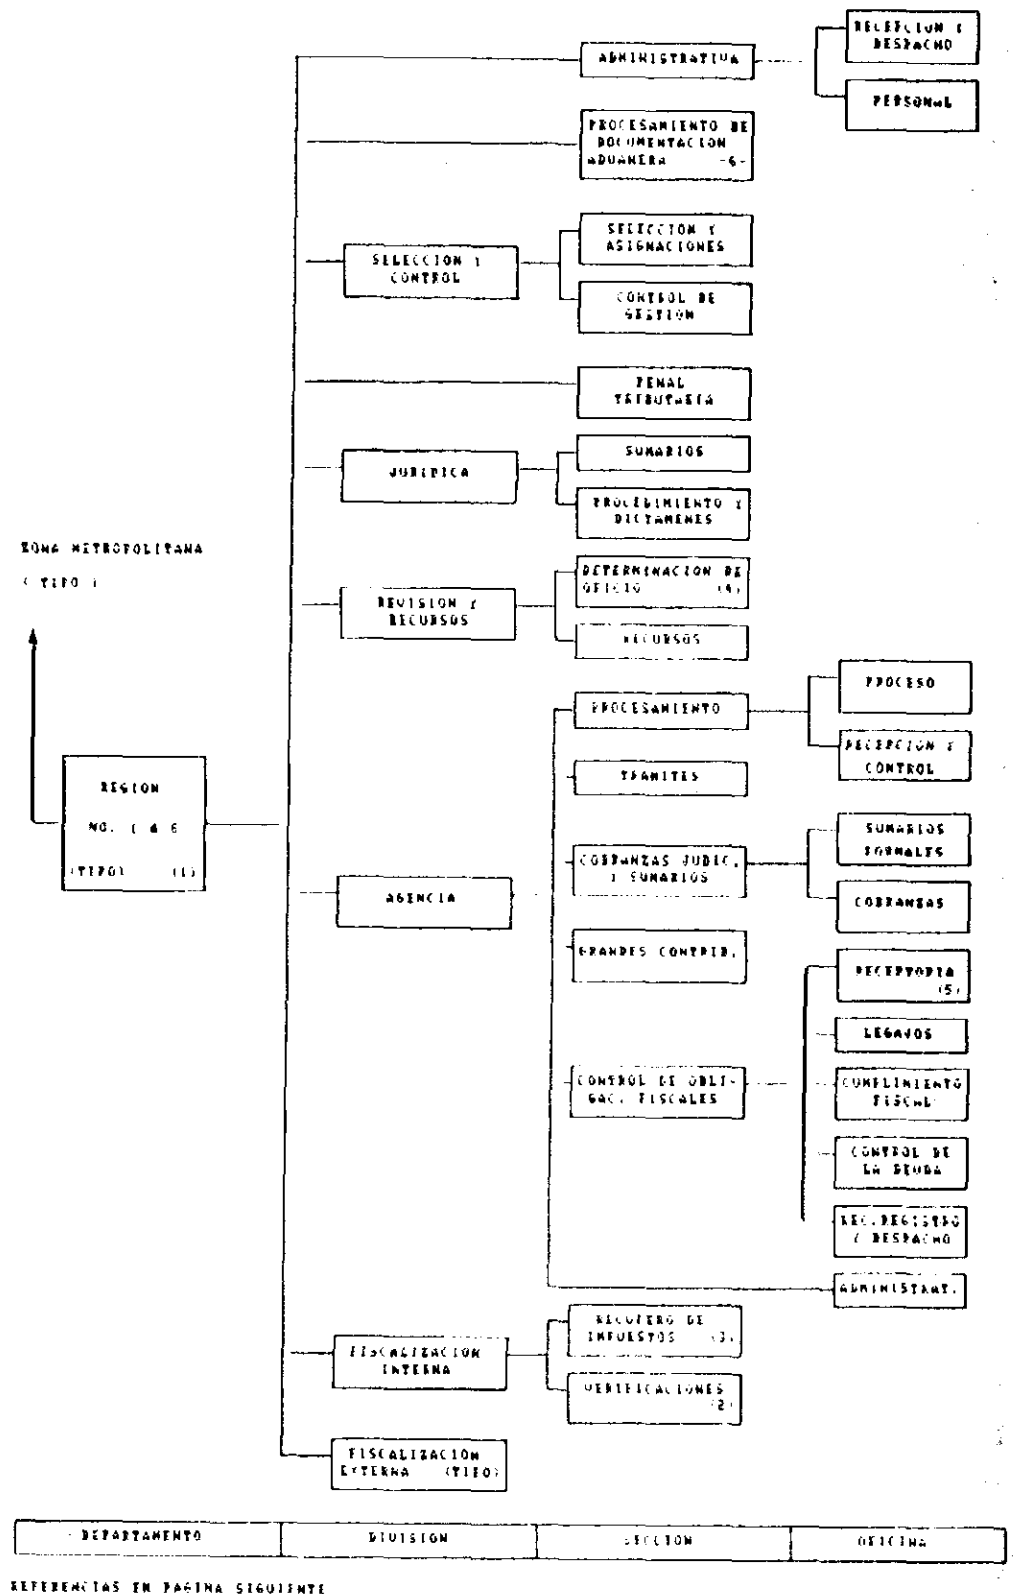 RECEPCION Y
DESPACHO
ADMINISTRATIVA
PERSONAL
PROCESAMIENTO DE
DOCUMENTACION
ADUANERA -6-
SELECCION Y
ASIGNACIONES
SELECCION Y
CONTROL
CONTROL DE
GESTION
PENAL
TRIBUTARIA
SUMARIOS
JURIDICA
PROCEDIMIENTO Y
DICTAMENES
ZONA METROPOLITANA
( TIPO )
DETERMINACION DE
OFICIO (4)
REVISION Y
RECURSOS
RECURSOS
PROCESO
PROCESAMIENTO
RECEPCION Y
CONTROL
TRAMITES
REGION
NO. 1 A 6
(TIPO) (1)
SUMARIOS
FORMALES
COBRANZAS JUDIC.
Y SUMARIOS
AGENCIA
COBRANZAS
GRANDES CONTRIB.
RECEPTORIA
(5)
LEGAJOS
CONTROL DE OBLI-
GAC. FISCALES
CUMPLIMIENTO
FISCAL
CONTROL DE
LA DEUDA
REC.REGISTRO
Y DESPACHO
ADMINISTRAT.
RECUPERO DE
IMPUESTOS (3)
FISCALIZACION
INTERNA
VERIFICACIONES
(2)
FISCALIZACION
EXTERNA (TIPO)
DEPARTAMENTO DIVISION SECCION OFICINA
REFERENCIAS EN PAGINA SIGUIENTE